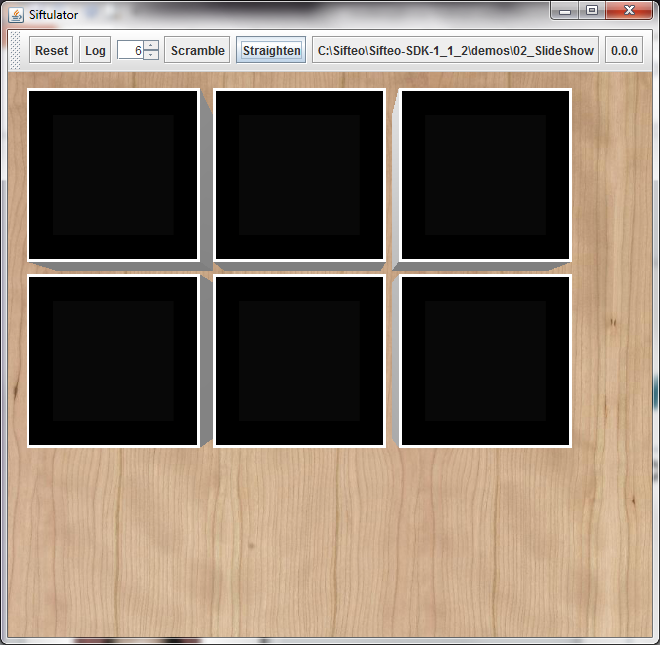 Siftulator
Reset Log 6 Scramble Straighten C:\Sifteo\Sifteo-SDK-1_1_2\demos\02_SlideShow 0.0.0